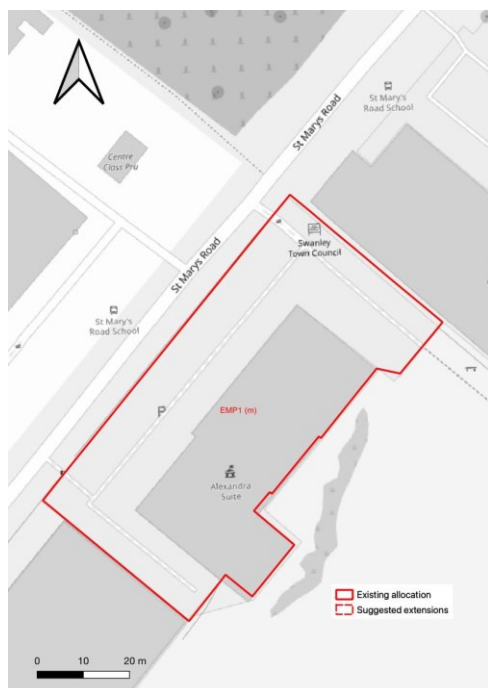 St Mary's
Road School
St Marys Road
Centre
Class Pru
Swanley
Town Council
St Marys Road
St Mary's
Road School
P
EMP1 (m)
Alexandra
Suite
Existing allocation
Suggested extensions
0 10 20 m